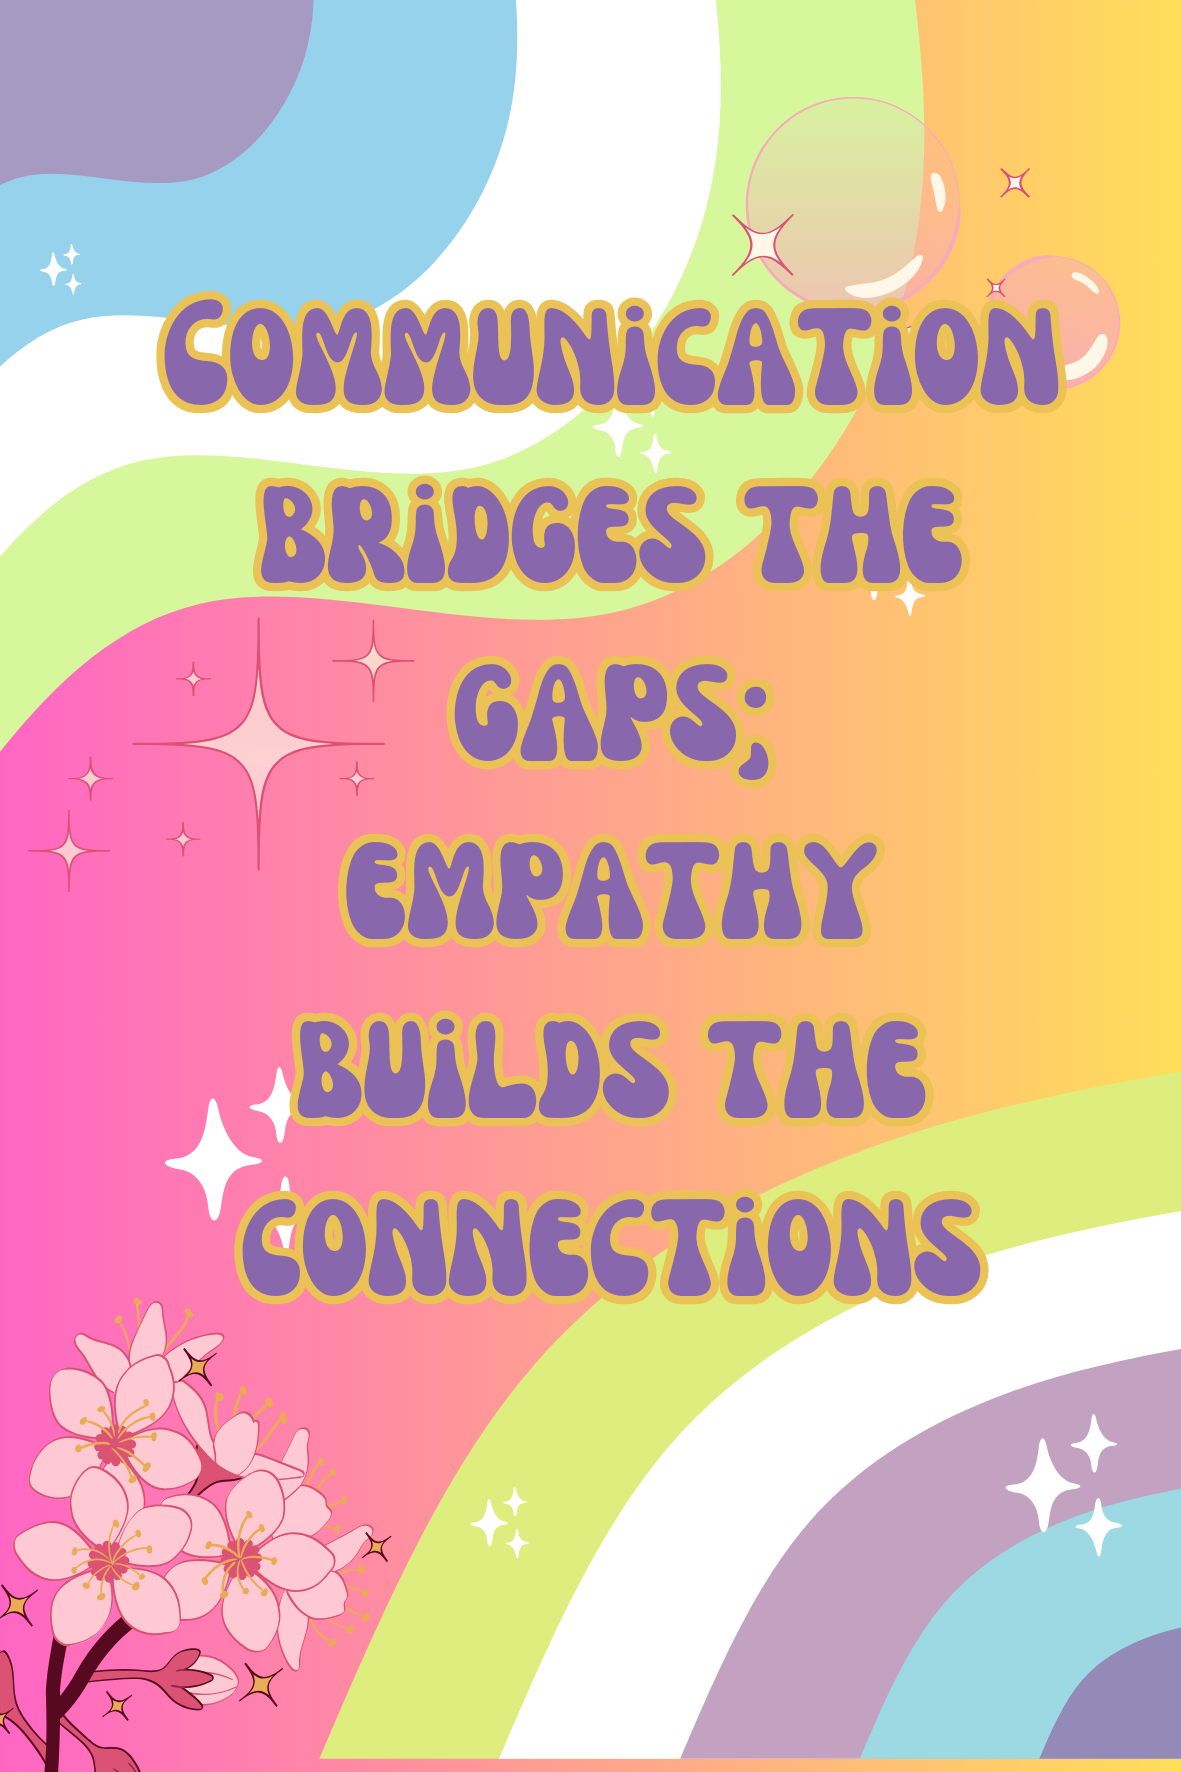 COMMUNiCATiON
BRiDGES THE
GAPS;
EMPATHY
BUiLDS THE
CONNECTiONS